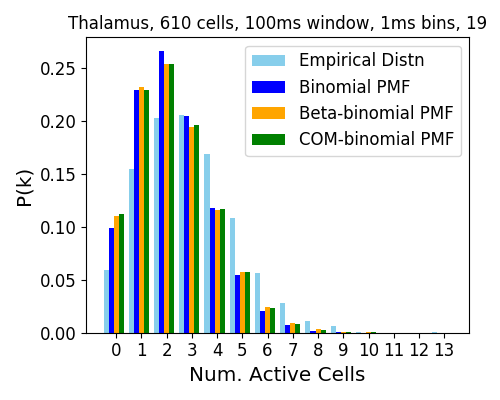 Thalamus, 610 cells, 100ms window, 1ms bins, 19
Empirical Distn
Binomial PMF
Beta-binomial PMF
COM-binomial PMF
P(k)
0.25
0.20
0.15
0.10
0.05
0.00
0 1 2 3 4 5 6 7 8 9 10 11 12 13
Num. Active Cells